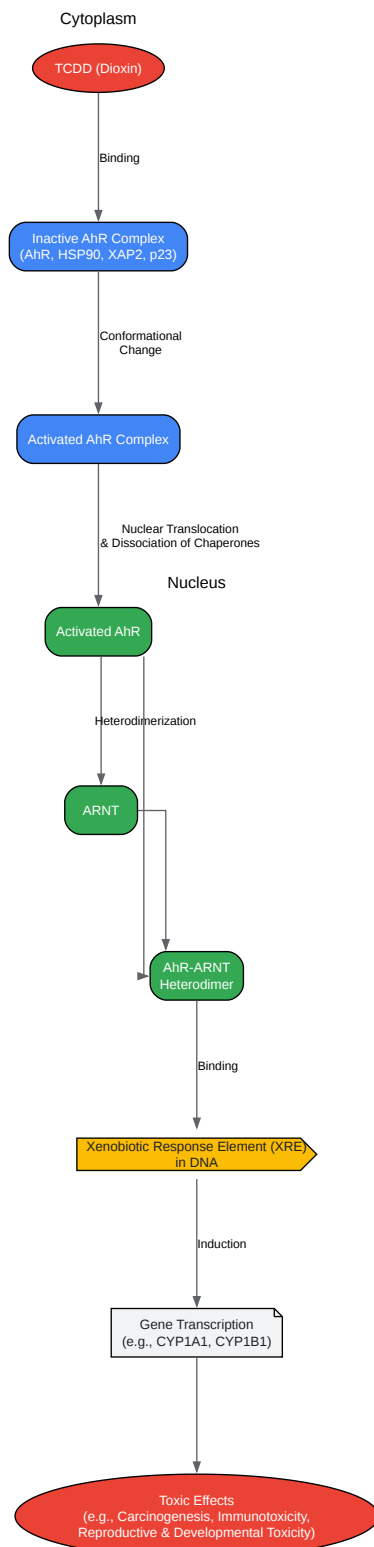 Cytoplasm
TCDD (Dioxin)
Binding
Inactive AhR Complex
(AhR, HSP90, XAP2, p23)
Conformational
Change
Activated AhR Complex
Nuclear Translocation
& Dissociation of Chaperones
Nucleus
Activated AhR
Heterodimerization
ARNT
AhR-ARNT
Heterodimer
Binding
Xenobiotic Response Element (XRE)
in DNA
Induction
Gene Transcription
(e.g., CYP1A1, CYP1B1)
Toxic Effects
(e.g., Carcinogenesis, Immunotoxicity,
Reproductive & Developmental Toxicity)